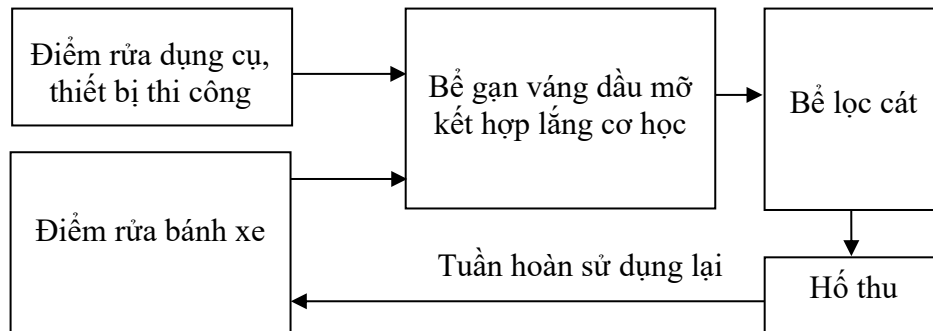 Điểm rửa dụng cụ,
thiết bị thi công
Bể gạn váng dầu mỡ
kết hợp lắng cơ học
Bể lọc cát
Điểm rửa bánh xe
Tuần hoàn sử dụng lại
Hố thu